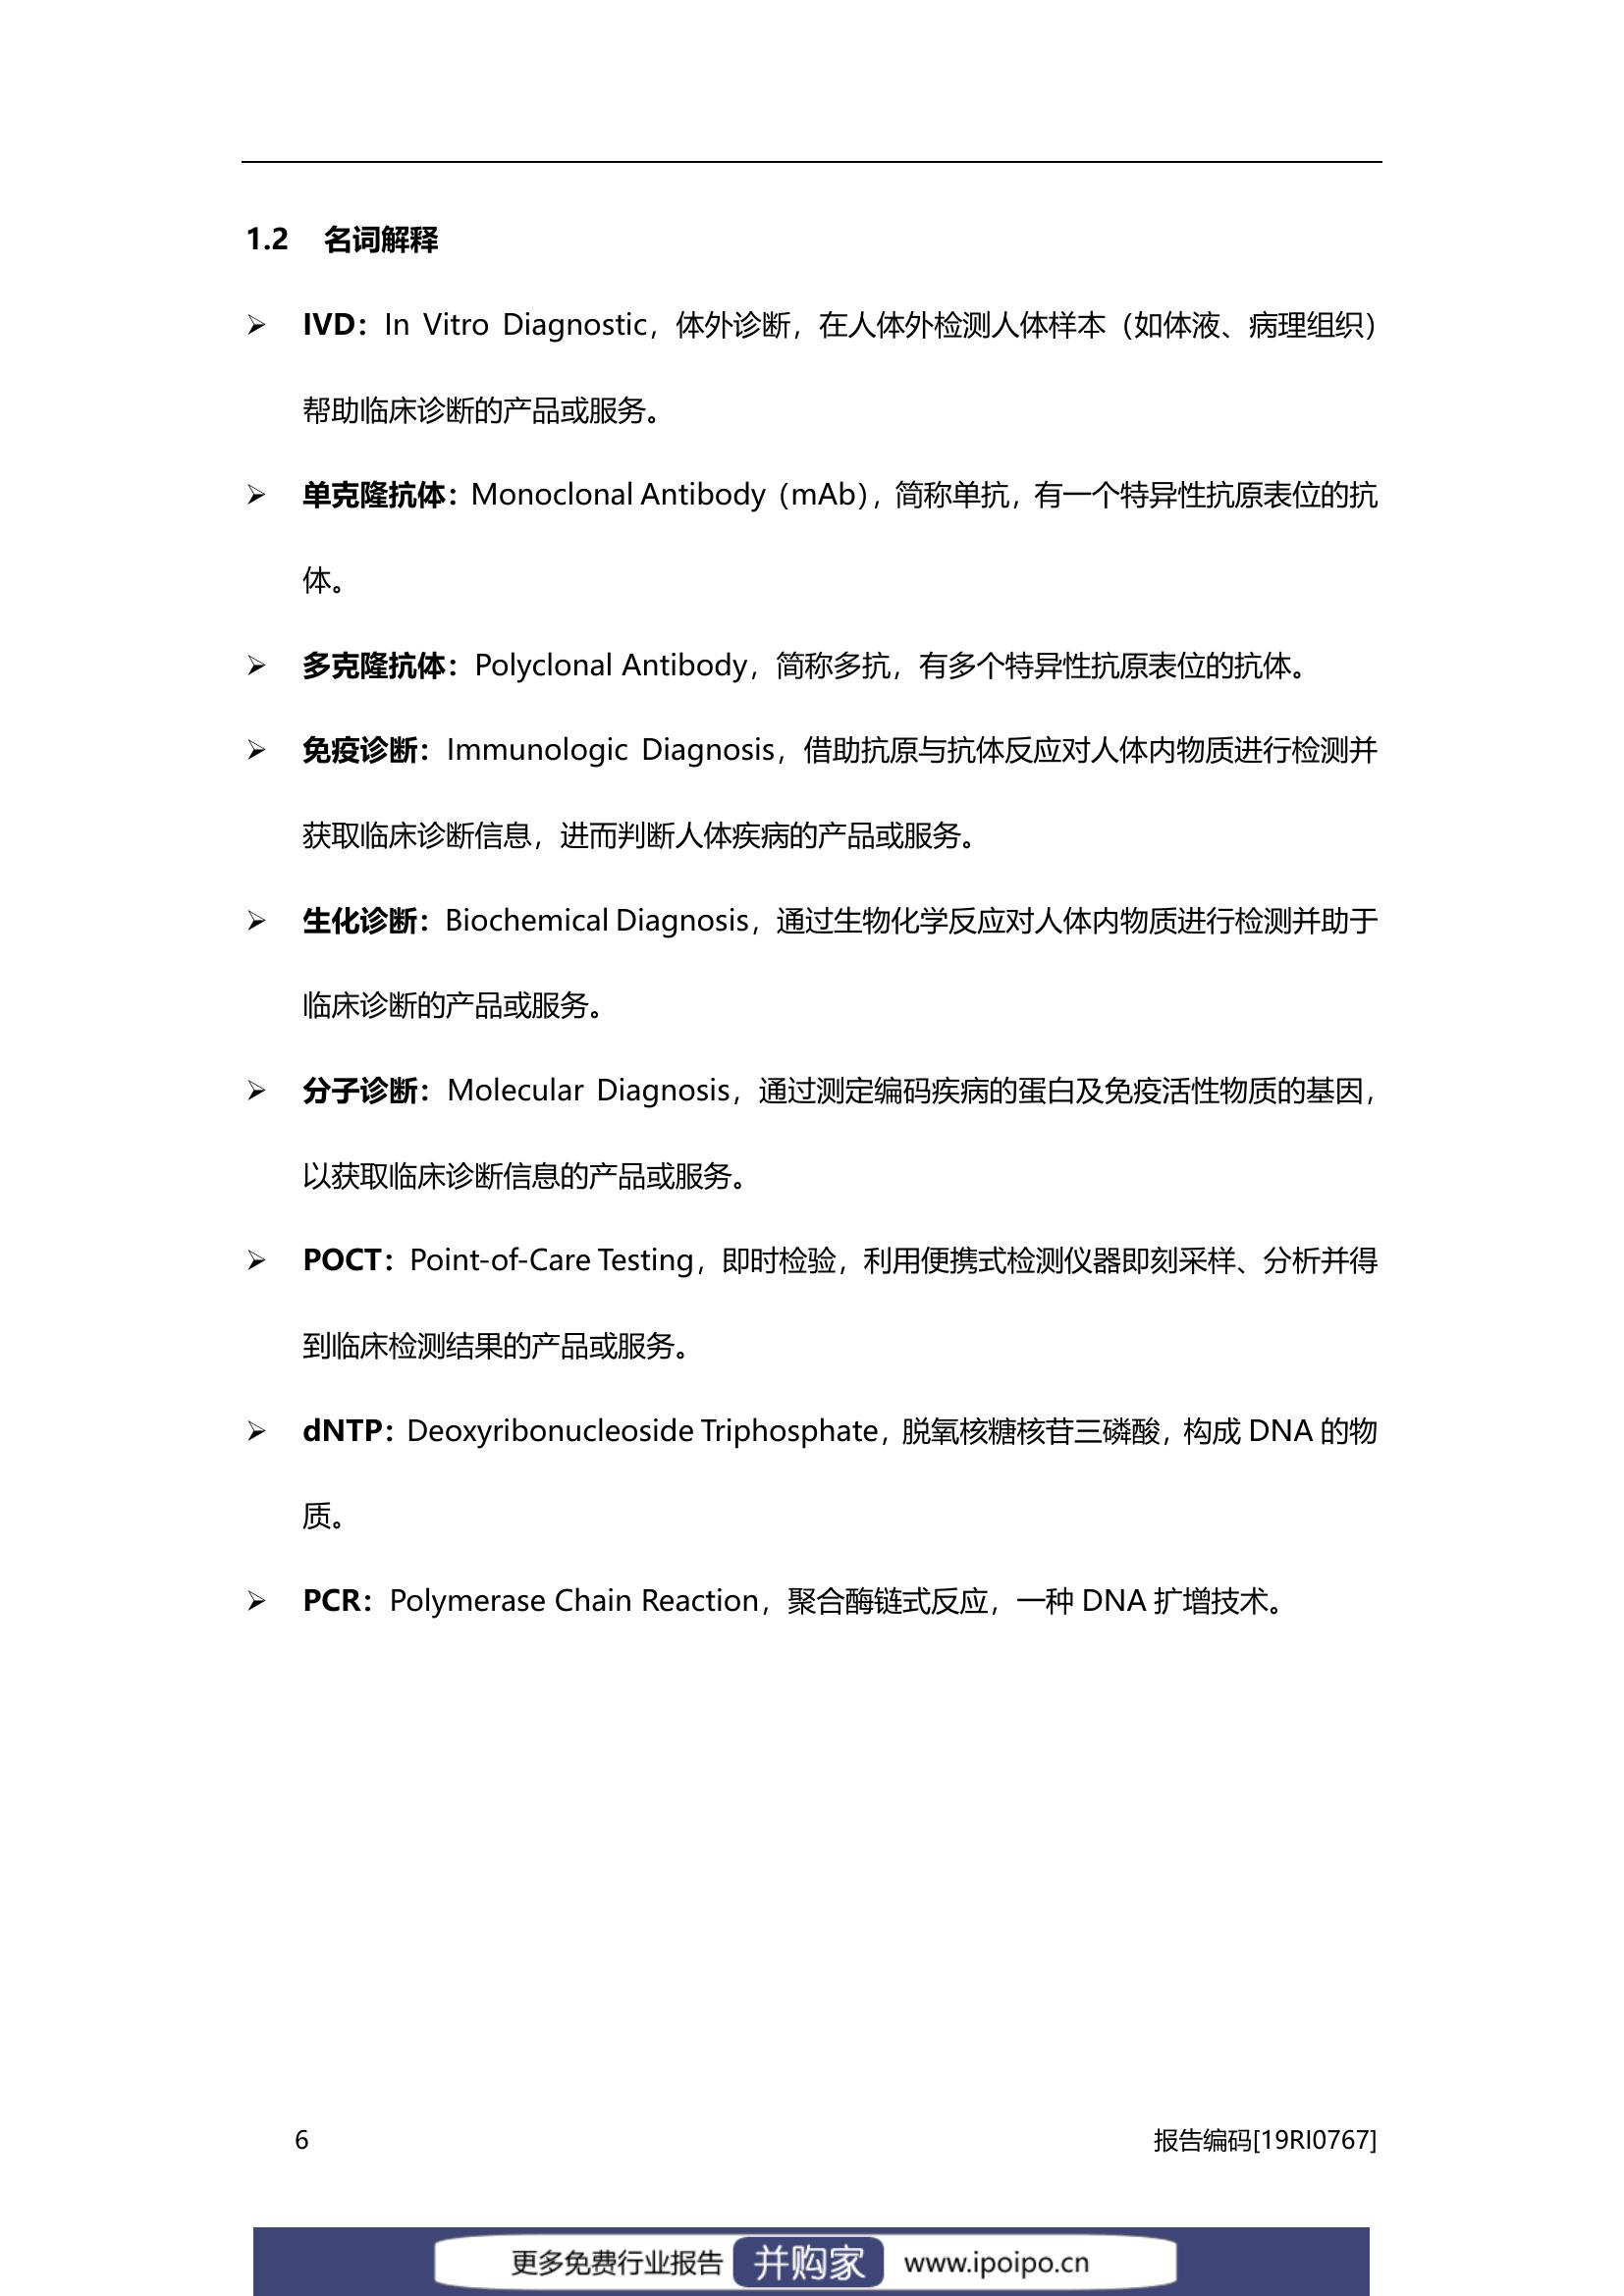 1.2 名词解释
➢ IVD：In Vitro Diagnostic，体外诊断，在人体外检测人体样本（如体液、病理组织）
帮助临床诊断的产品或服务。
➢ 单克隆抗体：Monoclonal Antibody（mAb），简称单抗，有一个特异性抗原表位的抗
体。
➢ 多克隆抗体：Polyclonal Antibody，简称多抗，有多个特异性抗原表位的抗体。
➢ 免疫诊断：Immunologic Diagnosis，借助抗原与抗体反应对人体内物质进行检测并
获取临床诊断信息，进而判断人体疾病的产品或服务。
➢ 生化诊断：Biochemical Diagnosis，通过生物化学反应对人体内物质进行检测并助于
临床诊断的产品或服务。
➢ 分子诊断：Molecular Diagnosis，通过测定编码疾病的蛋白及免疫活性物质的基因，
以获取临床诊断信息的产品或服务。
➢ POCT：Point-of-Care Testing，即时检验，利用便携式检测仪器即刻采样、分析并得
到临床检测结果的产品或服务。
➢ dNTP：Deoxyribonucleoside Triphosphate，脱氧核糖核苷三磷酸，构成 DNA 的物
质。
➢ PCR：Polymerase Chain Reaction，聚合酶链式反应，一种 DNA 扩增技术。
6 报告编码[19RI0767]
更多免费行业报告 并购家 www.ipoipo.cn